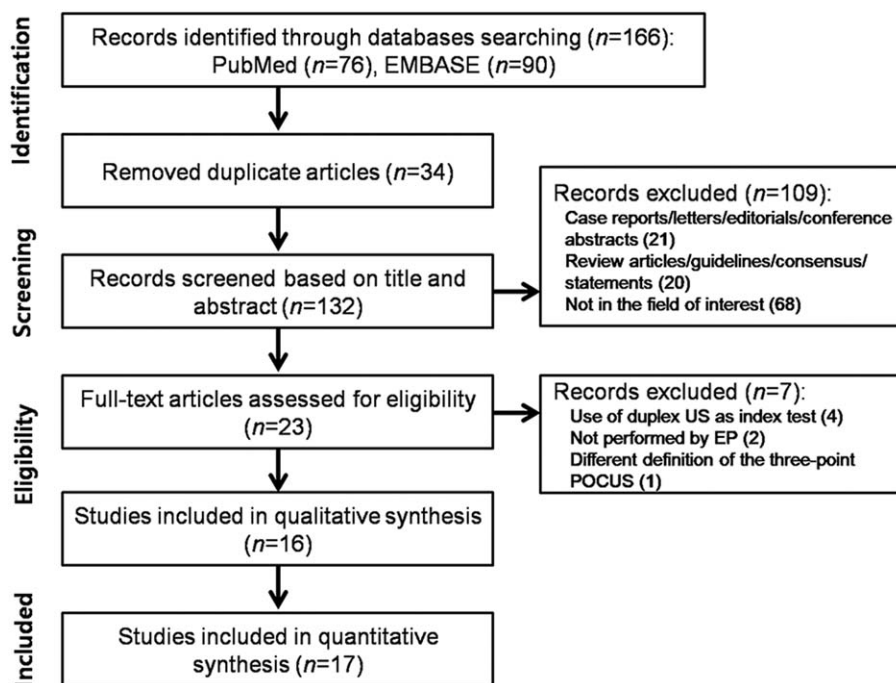 Identification
Records identified through databases searching (n=166):
PubMed (n=76), EMBASE (n=90)
Removed duplicate articles (n=34)
Screening
Records screened based on title and
abstract (n=132)
Records excluded (n=109):
Case reports/letters/editorials/conference
abstracts (21)
Review articles/guidelines/consensus/
statements (20)
Not in the field of interest (68)
Eligibility
Full-text articles assessed for eligibility
(n=23)
Records excluded (n=7):
Use of duplex US as index test (4)
Not performed by EP (2)
Different definition of the three-point
POCUS (1)
Studies included in qualitative synthesis
(n=16)
Included
Studies included in quantitative
synthesis (n=17)